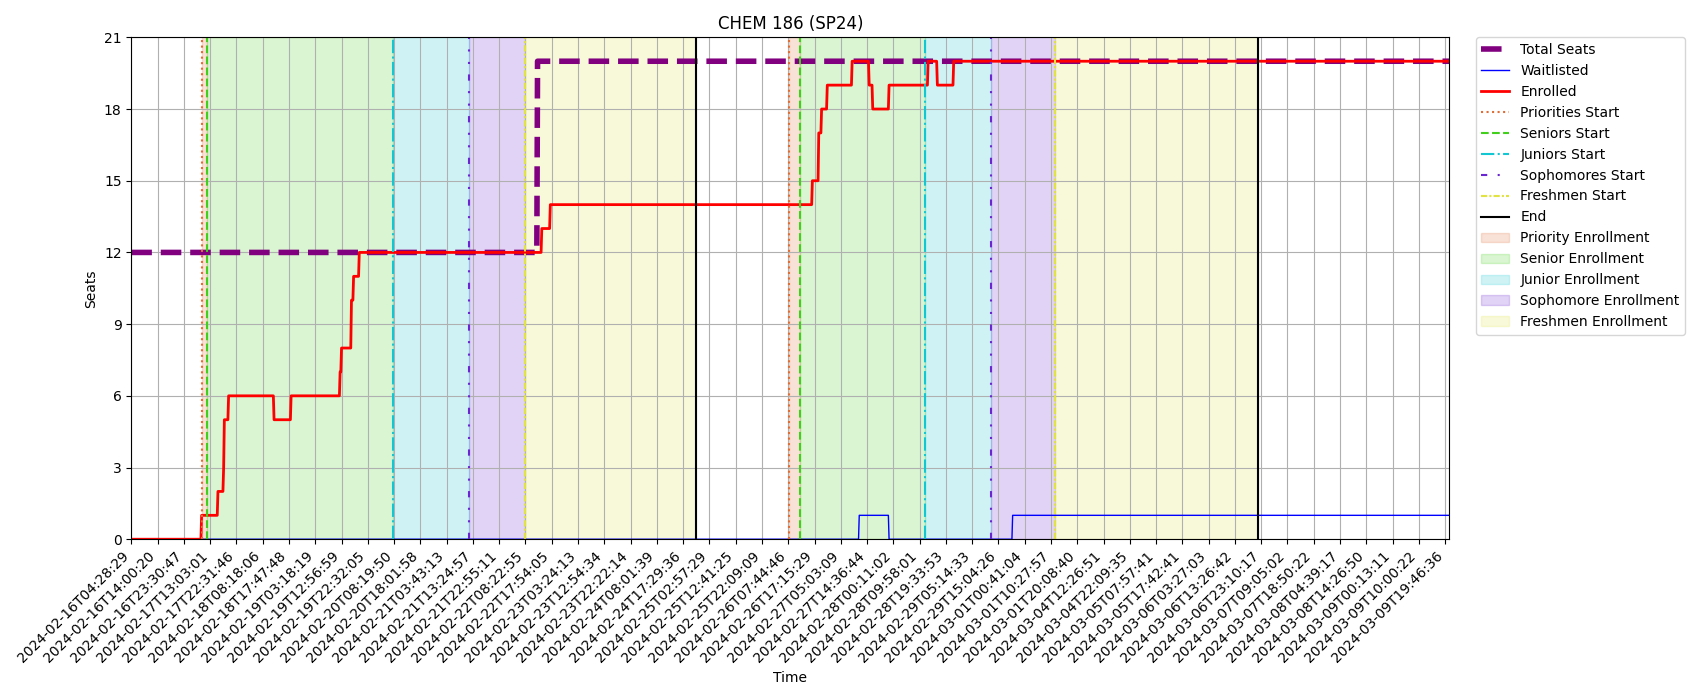 CHEM 186 (SP24)
21
18
15
12
9
6
3
0
Seats
2024-02-16T04:28:29
2024-02-16T14:00:20
2024-02-16T23:30:47
2024-02-17T13:03:01
2024-02-17T22:31:46
2024-02-18T08:18:06
2024-02-18T17:47:48
2024-02-19T03:18:19
2024-02-19T12:56:59
2024-02-19T22:32:05
2024-02-20T08:19:50
2024-02-20T18:01:58
2024-02-21T03:43:13
2024-02-21T13:24:57
2024-02-21T22:55:11
2024-02-22T08:22:55
2024-02-22T17:54:05
2024-02-23T03:24:13
2024-02-23T12:54:34
2024-02-23T22:22:14
2024-02-24T08:01:39
2024-02-24T17:29:36
2024-02-25T02:57:29
2024-02-25T12:41:25
2024-02-25T22:09:09
2024-02-26T07:44:46
2024-02-26T17:15:29
2024-02-27T05:03:09
2024-02-27T14:36:44
2024-02-28T00:11:02
2024-02-28T09:58:01
2024-02-28T19:33:53
2024-02-29T05:14:33
2024-02-29T15:04:26
2024-03-01T00:41:04
2024-03-01T10:27:57
2024-03-01T20:08:40
2024-03-04T12:26:51
2024-03-04T22:09:35
2024-03-05T07:57:41
2024-03-05T17:42:41
2024-03-06T03:27:03
2024-03-06T13:26:42
2024-03-06T23:10:17
2024-03-07T09:05:02
2024-03-07T18:50:22
2024-03-08T04:39:17
2024-03-08T14:26:50
2024-03-09T00:13:11
2024-03-09T10:00:22
2024-03-09T19:46:36
Time
Total Seats
Waitlisted
Enrolled
Priorities Start
Seniors Start
Juniors Start
Sophomores Start
Freshmen Start
End
Priority Enrollment
Senior Enrollment
Junior Enrollment
Sophomore Enrollment
Freshmen Enrollment